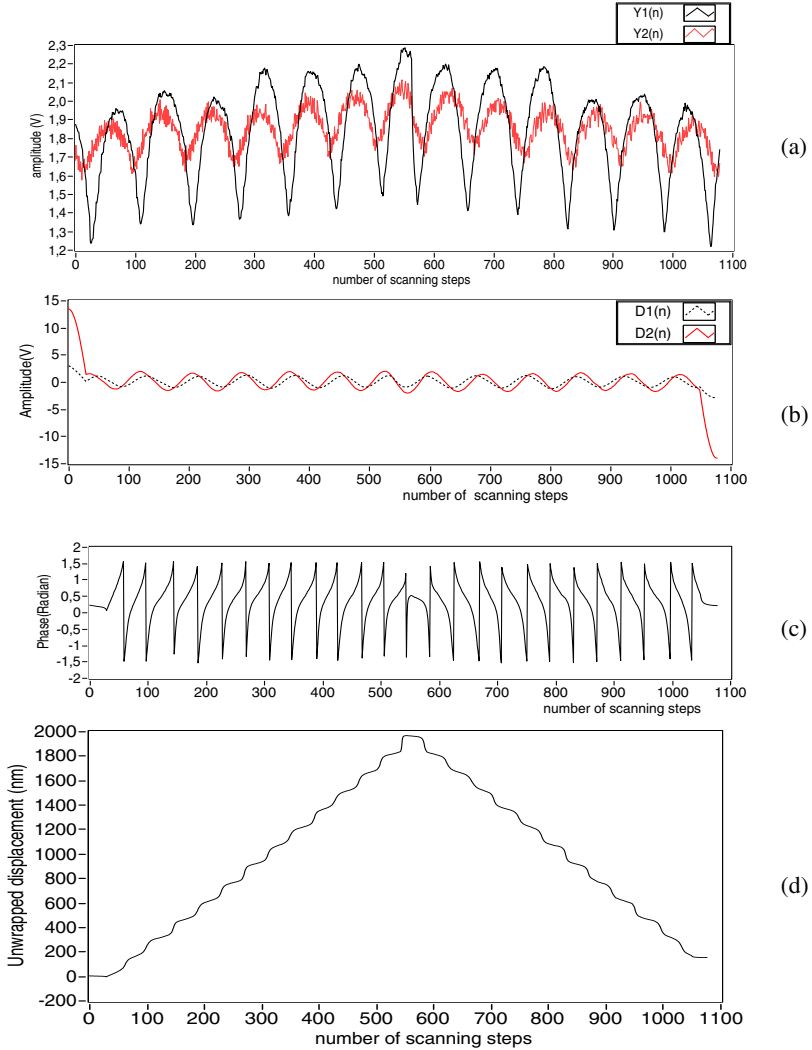 Y1(n)
Y2(n)
2,3
2,2
2,1
2,0
1,9
1,8
1,7
1,6
1,5
1,4
1,3
1,2
amplitude (V)
0 100 200 300 400 500 600 700 800 900 1000 1100
number of scanning steps
(a)
D1(n)
D2(n)
15
10
5
0
-5
-10
-15
Amplitude(V)
0 100 200 300 400 500 600 700 800 900 1000 1100
number of scanning steps
(b)
2
1,5
1
0,5
0
-0,5
-1
-1,5
-2
Phase(Radian)
0 100 200 300 400 500 600 700 800 900 1000 1100
number of scanning steps
(c)
2000
1800
1600
1400
1200
1000
800
600
400
200
0
-200
Unwrapped displacement (nm)
0 100 200 300 400 500 600 700 800 900 1000 1100
number of scanning steps
(d)